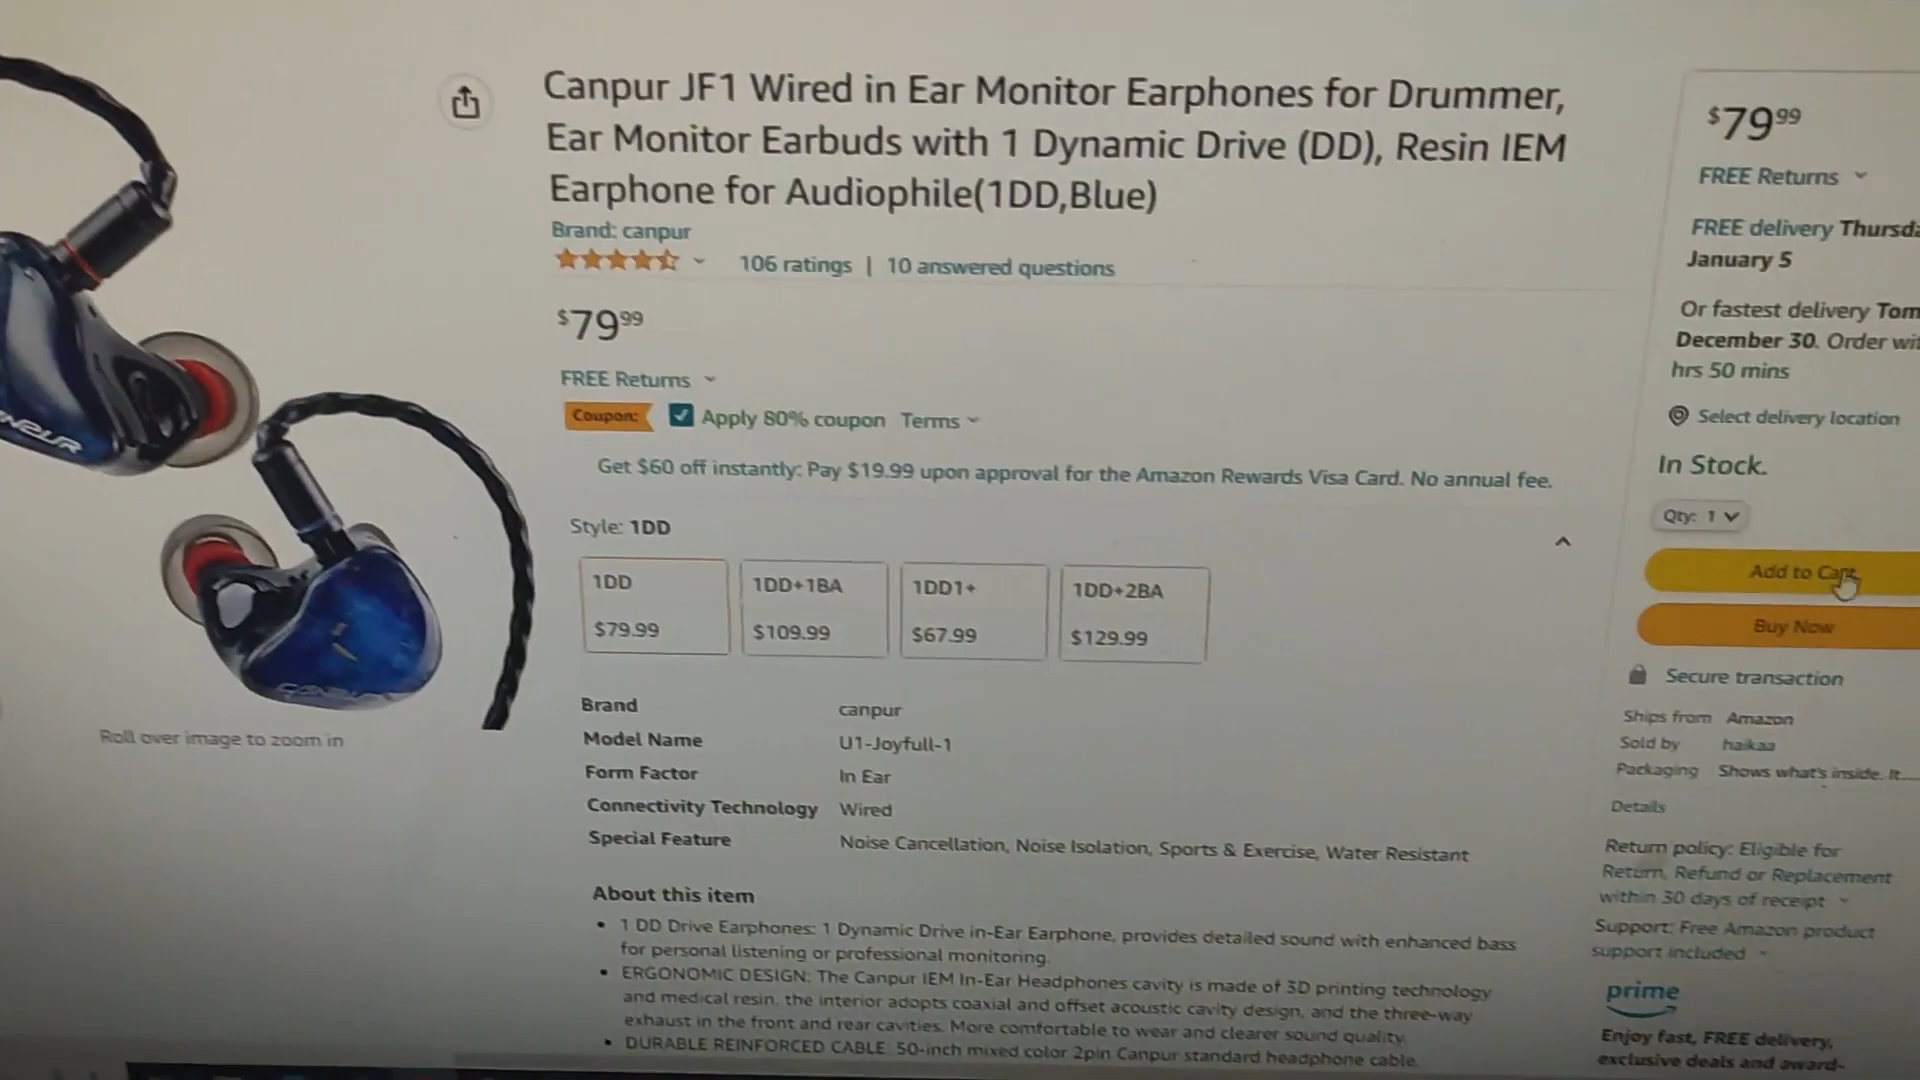 Canpur JF1 Wired in Ear Monitor Earphones for Drummer,
Ear Monitor Earbuds with 1 Dynamic Drive (DD), Resin IEM
Earphone for Audiophile(1DD,Blue)
Brand: canpur
106 ratings | 10 answered questions
$79.99
FREE Returns
Coupon: Apply 80% coupon Terms
Get $60 off instantly: Pay $19.99 upon approval for the Amazon Rewards Visa Card. No annual fee.
Style: 1DD
1DD
$79.99
1DD+1BA
$109.99
1DD1+
$67.99
1DD+2BA
$129.99
Brand canpur
Model Name U1-Joyfull-1
Form Factor In Ear
Connectivity Technology Wired
Special Feature Noise Cancellation, Noise Isolation, Sports & Exercise, Water Resistant
About this item
• 1 DD Drive Earphones: 1 Dynamic Drive in-Ear Earphone, provides detailed sound with enhanced bass
for personal listening or professional monitoring.
• ERGONOMIC DESIGN: The Canpur IEM In-Ear Headphones cavity is made of 3D printing technology
and medical resin, the interior adopts coaxial and offset acoustic cavity design, and the three-way
exhaust in the front and rear cavities. More comfortable to wear and clearer sound quality.
• DURABLE REINFORCED CABLE: 50-inch mixed color 2pin Canpur standard headphone cable.
Roll over image to zoom in
$79.99
FREE Returns
FREE delivery Thursda
January 5
Or fastest delivery Tom
December 30. Order wit
hrs 50 mins
Select delivery location
In Stock.
Qty: 1
Add to Cart
Buy Now
Secure transaction
Ships from Amazon
Sold by haikaa
Packaging Shows what's inside. It.....
Details
Return policy: Eligible for
Return, Refund or Replacement
within 30 days of receipt
Support: Free Amazon product
support included
prime
Enjoy fast, FREE delivery,
exclusive deals and award-